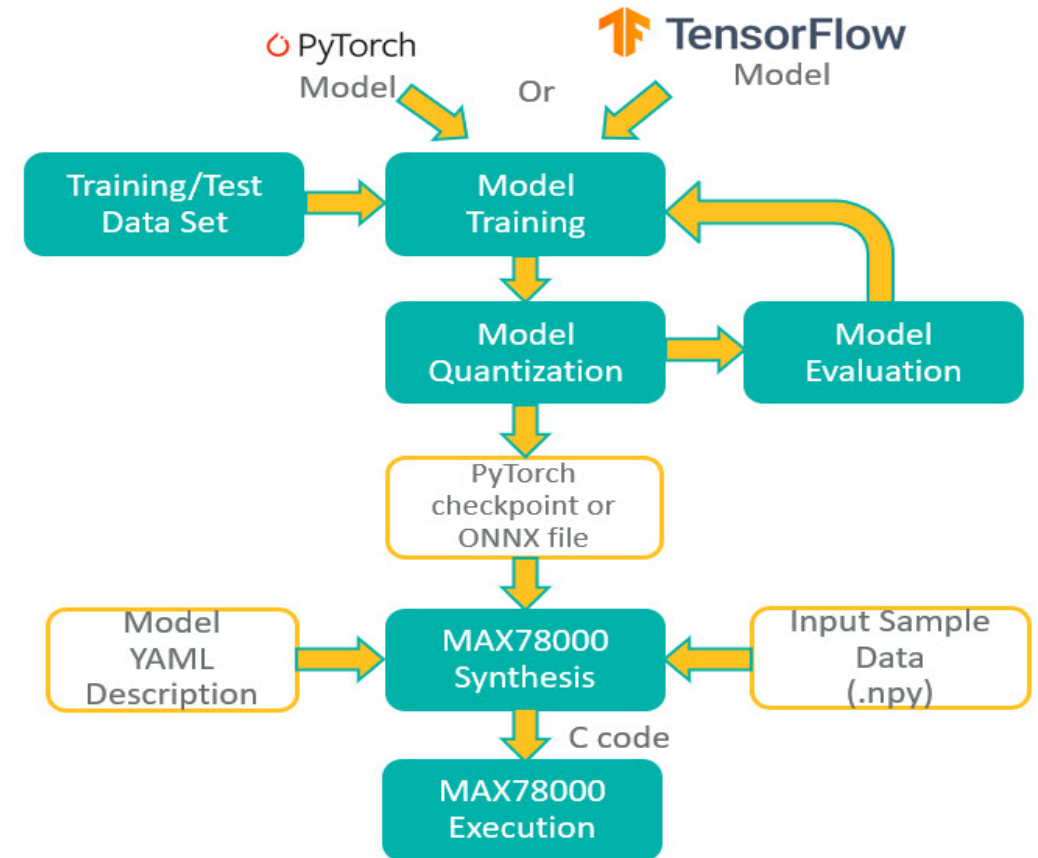 PyTorch
Model
Or
TensorFlow
Model
Training/Test
Data Set
Model
Training
Model
Quantization
Model
Evaluation
PyTorch
checkpoint or
ONNX file
Model
YAML
Description
MAX78000
Synthesis
Input Sample
Data
(.npy)
C code
MAX78000
Execution